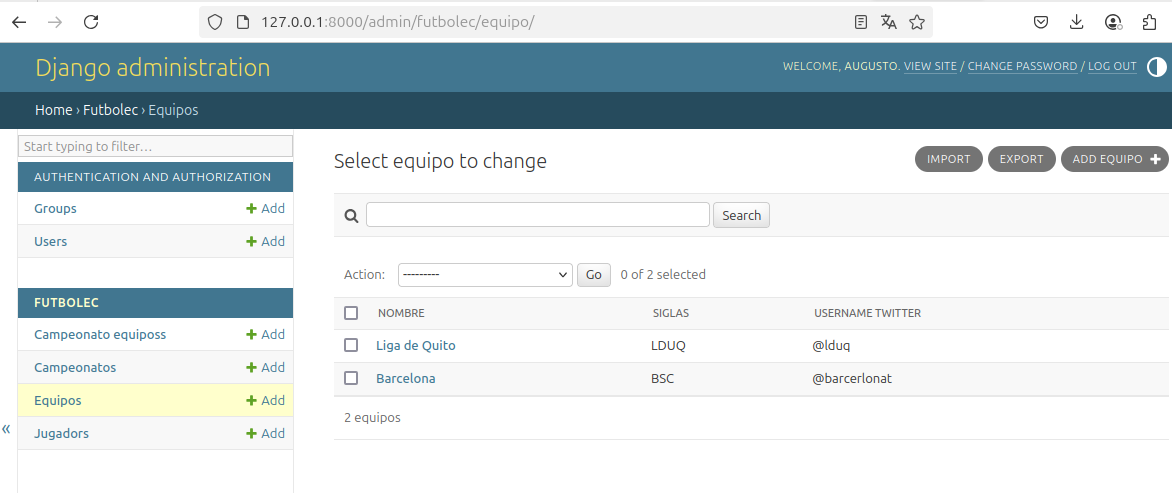 127.0.0.1:8000/admin/futbolec/equipo/
Django administration
WELCOME, AUGUSTO. VIEW SITE / CHANGE PASSWORD / LOG OUT
Home › Futbolec › Equipos
Start typing to filter...
AUTHENTICATION AND AUTHORIZATION
Groups + Add
Users + Add
FUTBOLEC
Campeonato equiposs + Add
Campeonatos + Add
Equipos + Add
Jugadors + Add
«
Select equipo to change
IMPORT EXPORT ADD EQUIPO +
Search
Action: --------- Go 0 of 2 selected
NOMBRE SIGLAS USERNAME TWITTER
Liga de Quito LDUQ @lduq
Barcelona BSC @barcerlonat
2 equipos